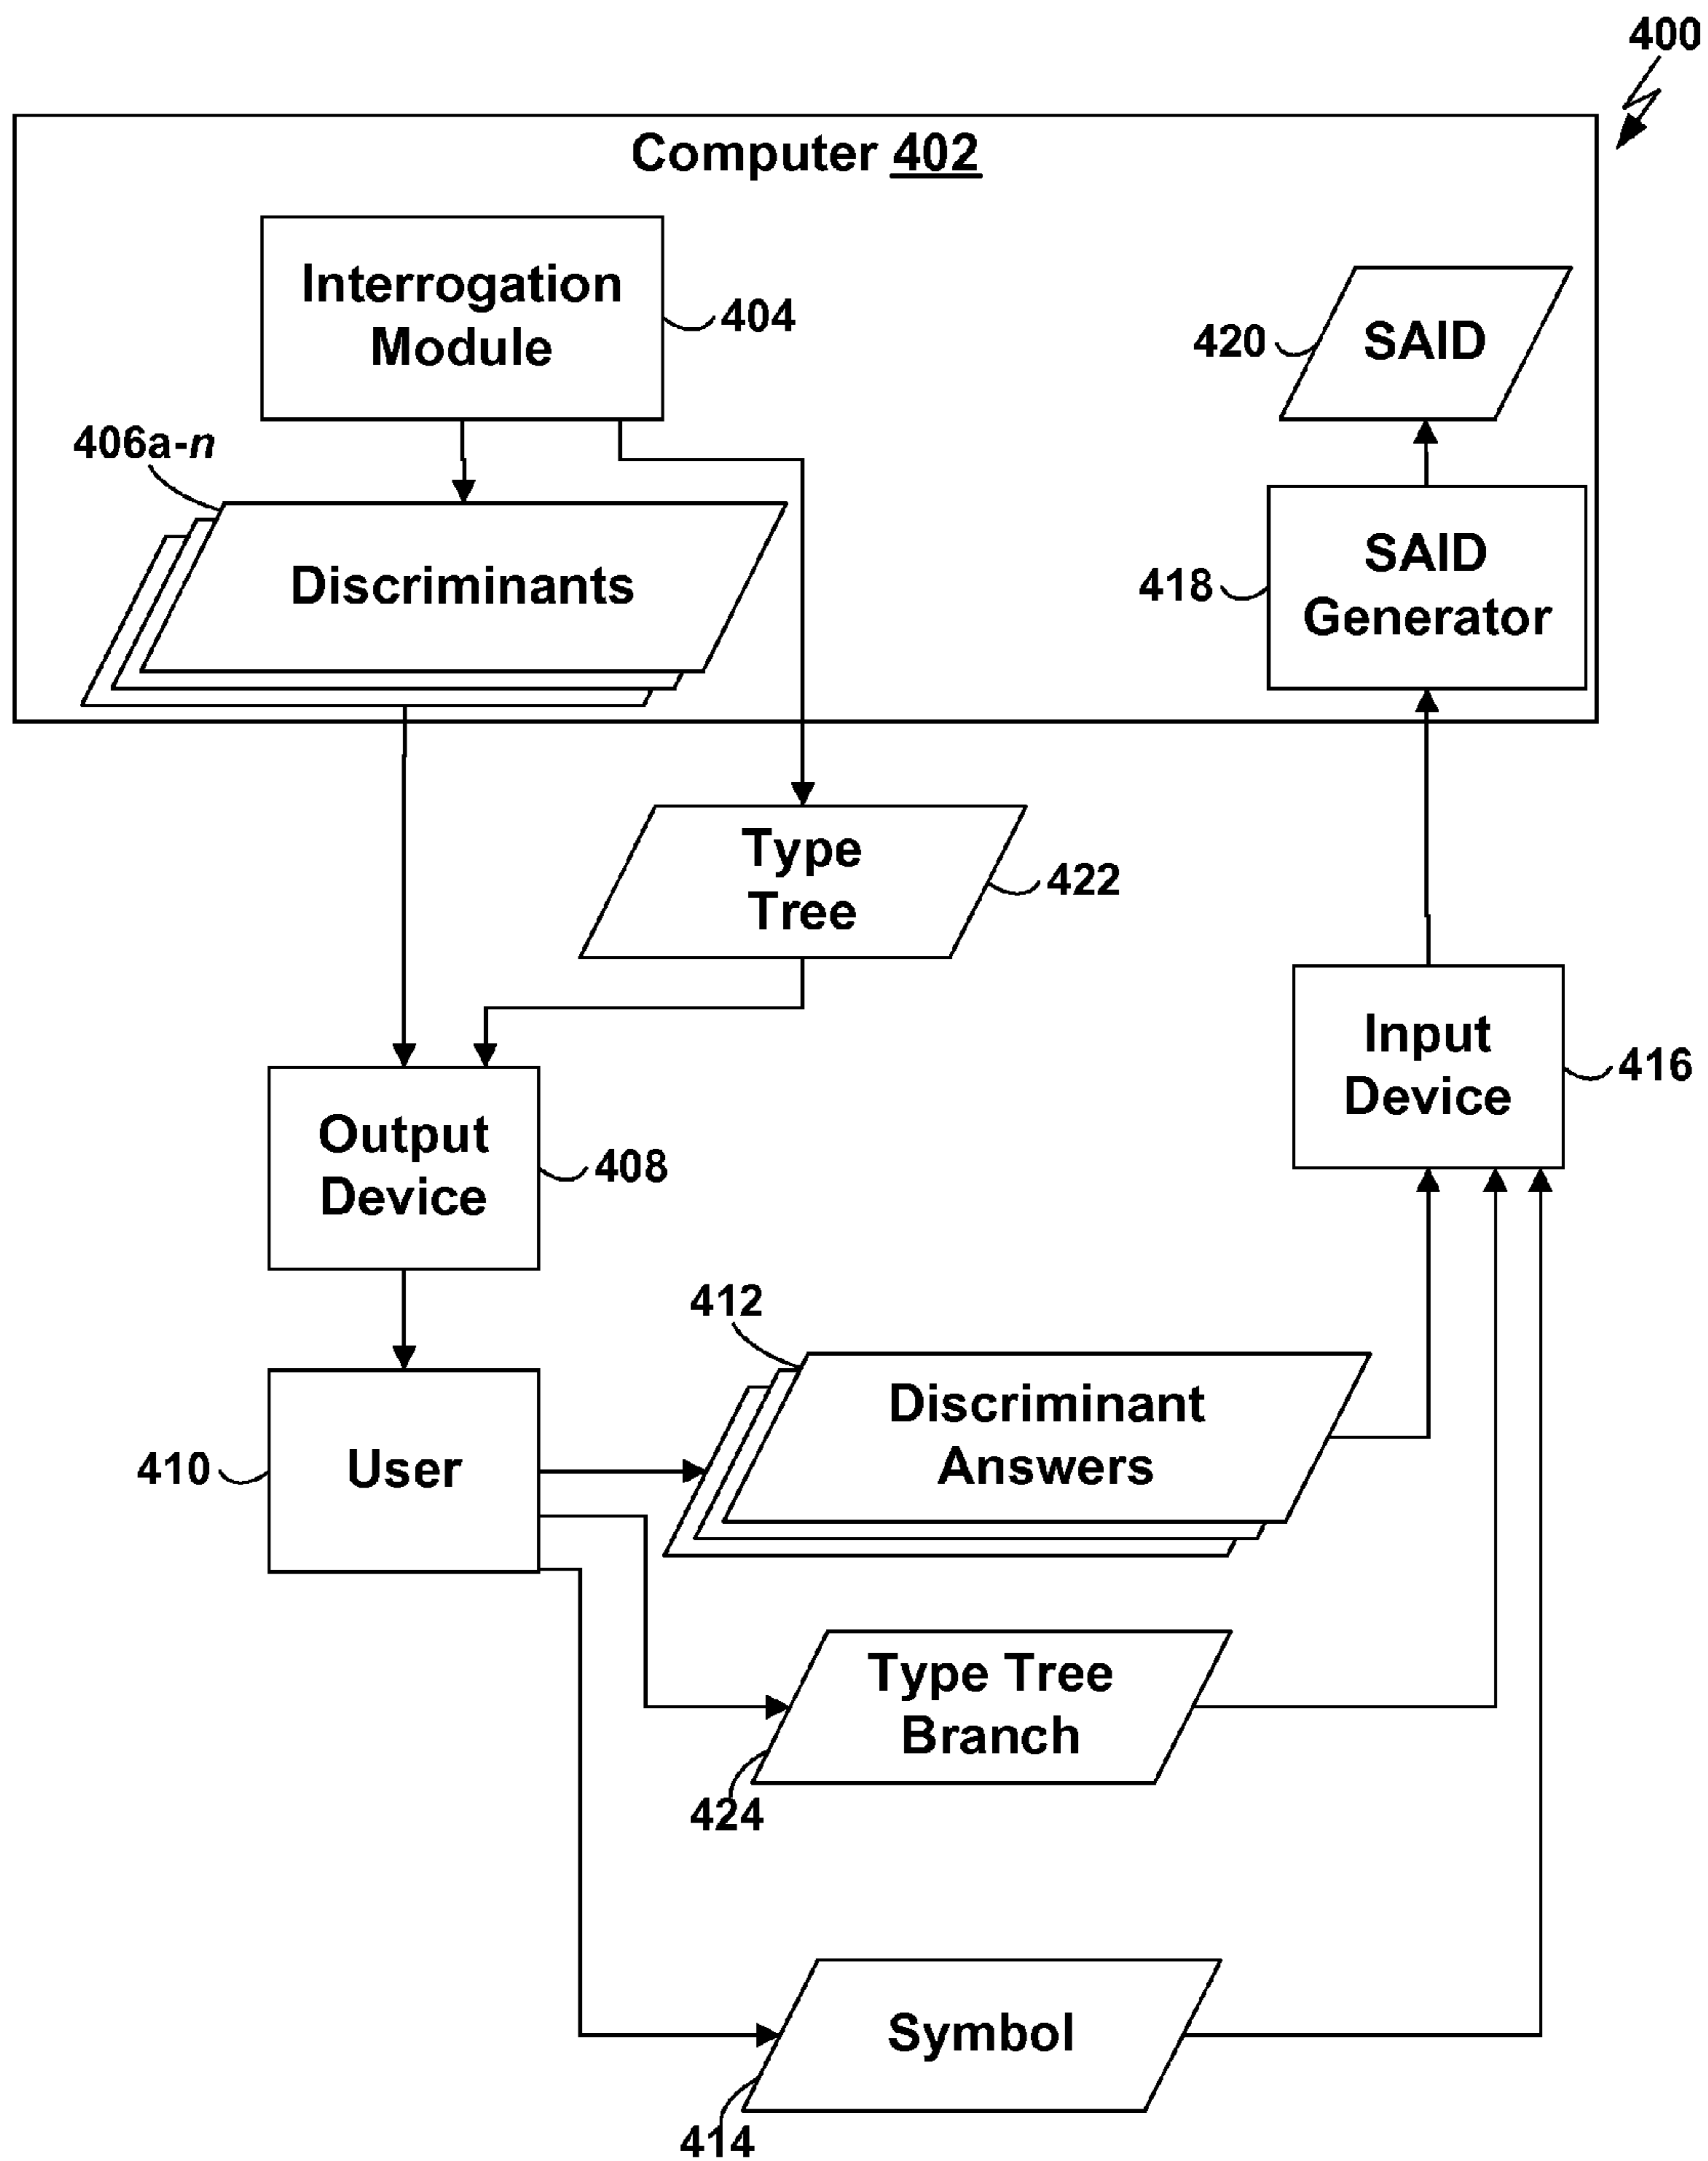 400
Computer 402
Interrogation
Module
404
420
SAID
406a-n
Discriminants
418
SAID
Generator
Type
Tree
422
Input
Device
416
Output
Device
408
412
Discriminant
Answers
410
User
Type Tree
Branch
424
Symbol
414